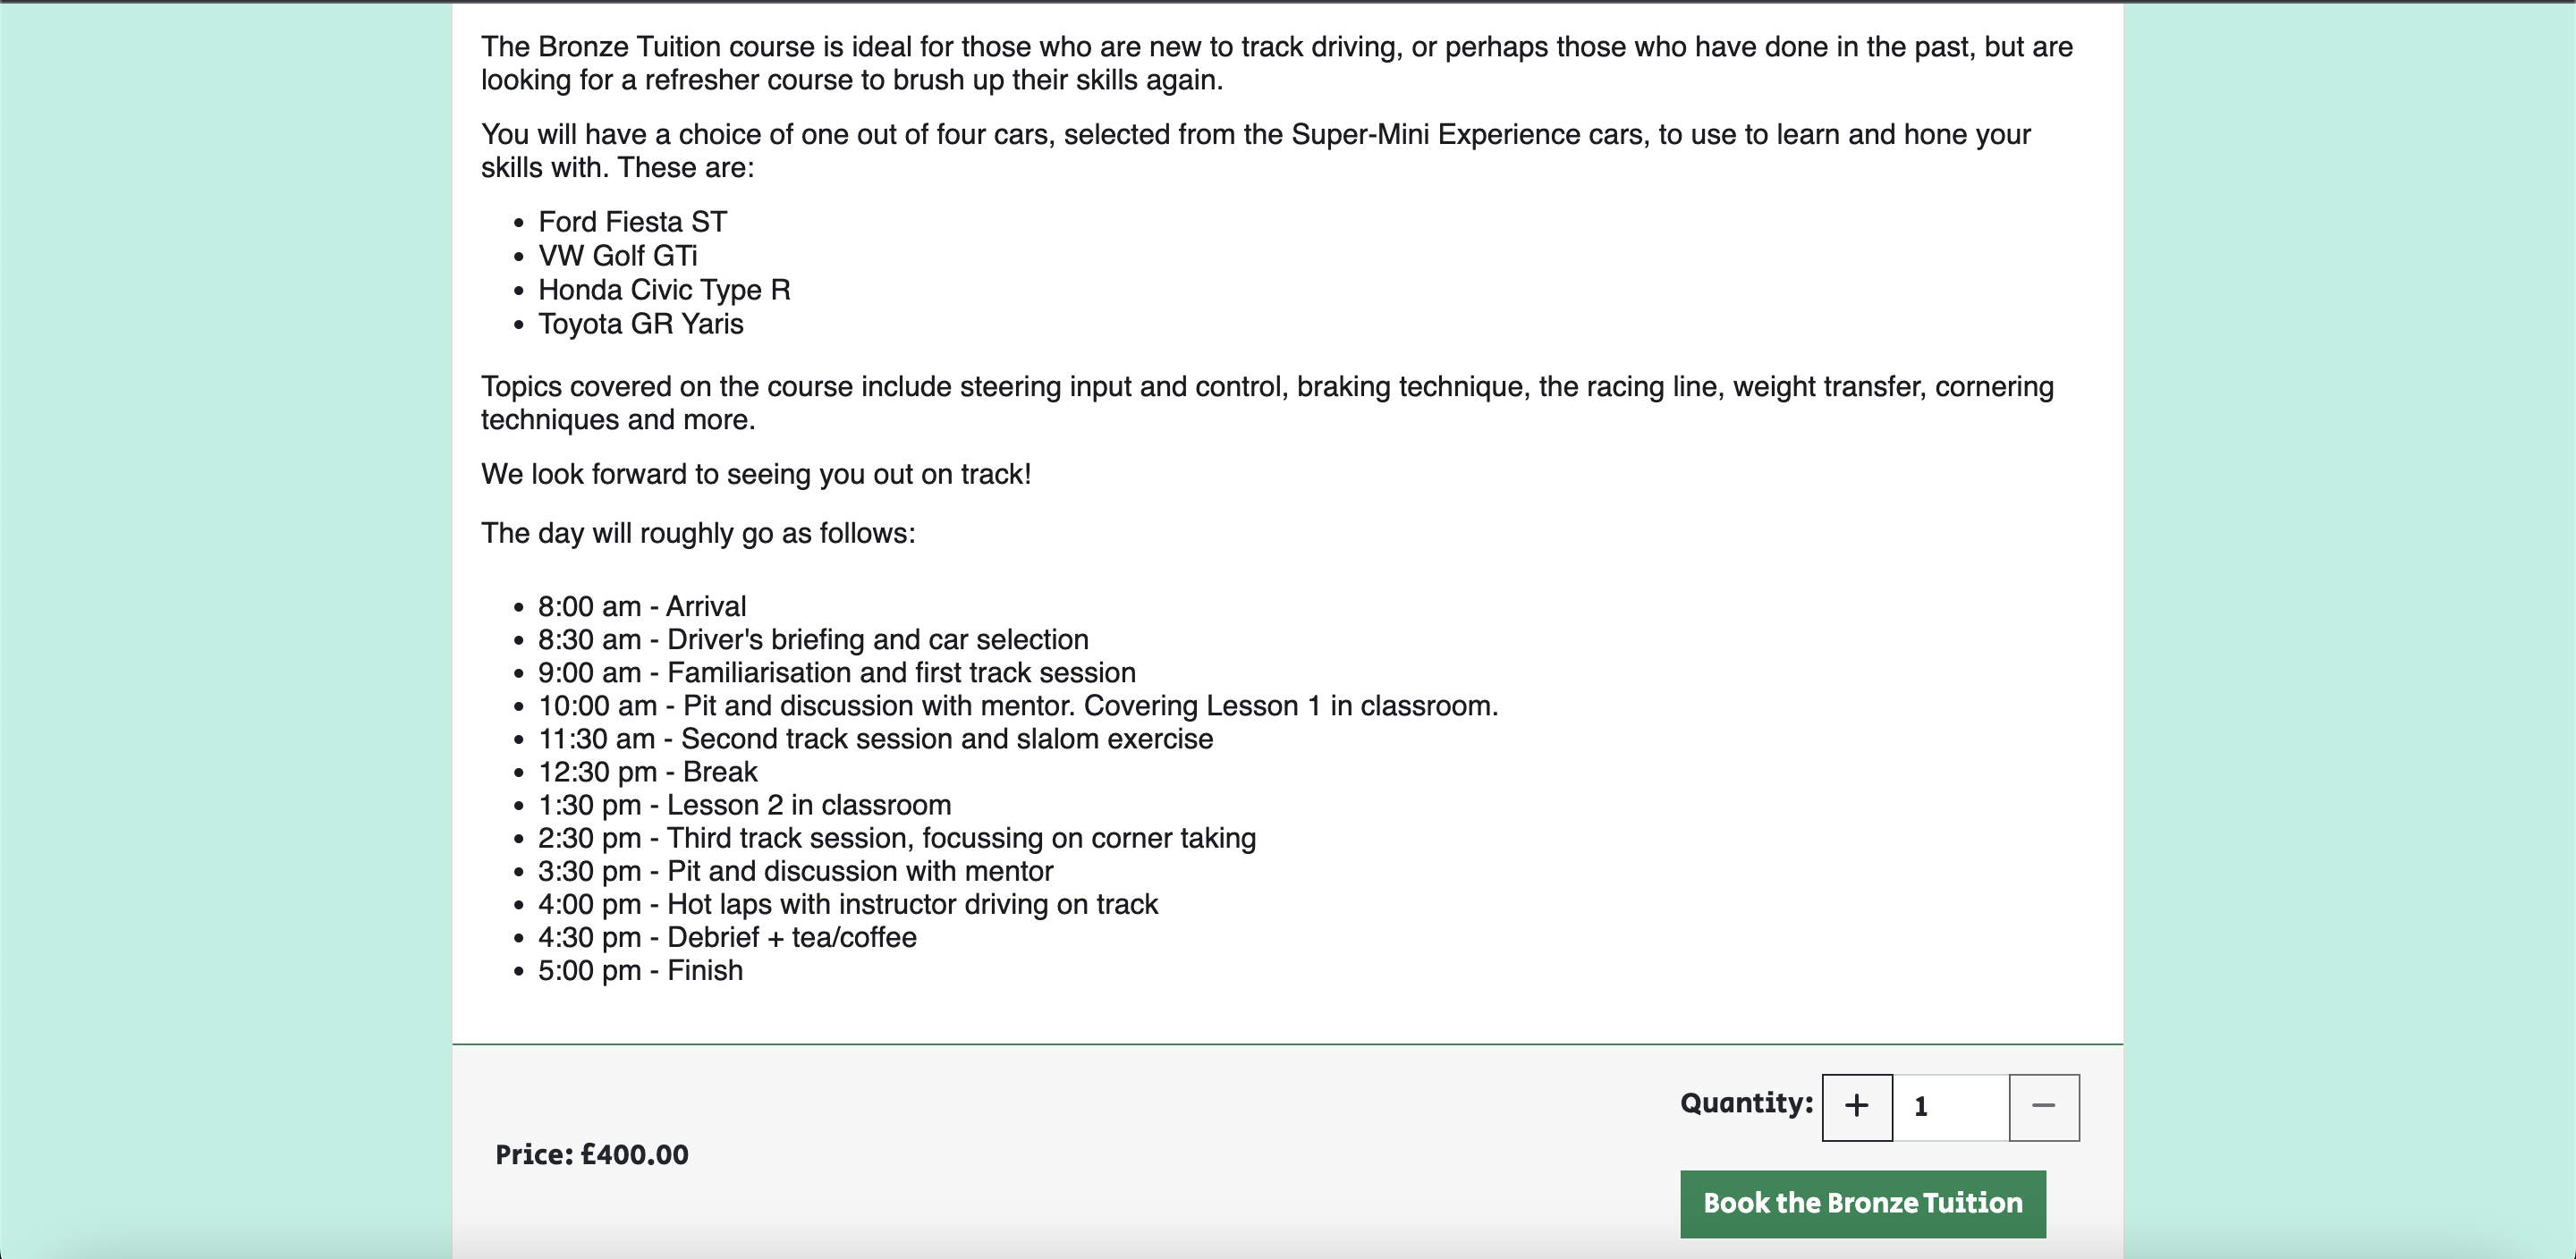 The Bronze Tuition course is ideal for those who are new to track driving, or perhaps those who have done in the past, but are
looking for a refresher course to brush up their skills again.
You will have a choice of one out of four cars, selected from the Super-Mini Experience cars, to use to learn and hone your
skills with. These are:
• Ford Fiesta ST
• VW Golf GTi
• Honda Civic Type R
• Toyota GR Yaris
Topics covered on the course include steering input and control, braking technique, the racing line, weight transfer, cornering
techniques and more.
We look forward to seeing you out on track!
The day will roughly go as follows:
• 8:00 am - Arrival
• 8:30 am - Driver's briefing and car selection
• 9:00 am - Familiarisation and first track session
• 10:00 am - Pit and discussion with mentor. Covering Lesson 1 in classroom.
• 11:30 am - Second track session and slalom exercise
• 12:30 pm - Break
• 1:30 pm - Lesson 2 in classroom
• 2:30 pm - Third track session, focussing on corner taking
• 3:30 pm - Pit and discussion with mentor
• 4:00 pm - Hot laps with instructor driving on track
• 4:30 pm - Debrief + tea/coffee
• 5:00 pm - Finish
Quantity: + 1 −
Price: £400.00
Book the Bronze Tuition